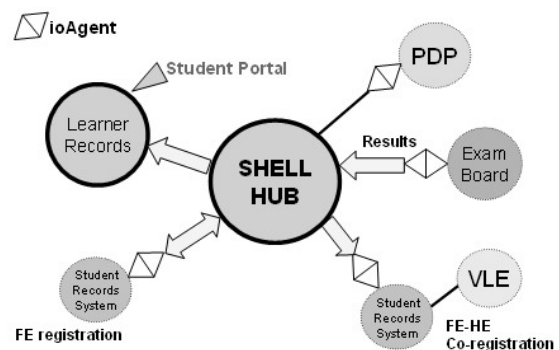 ioAgent
Student Portal
PDP
Learner
Records
Results
SHELL
HUB
Exam
Board
Student
Records
System
FE registration
Student
Records
System
VLE
FE-HE
Co-registration